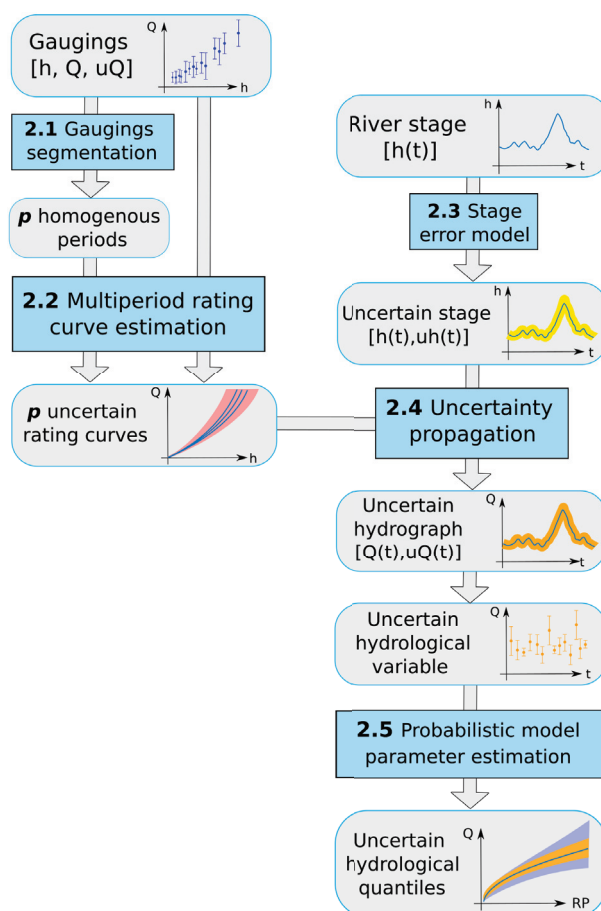 Gaugings
[h, Q, uQ]
Q
h
2.1 Gaugings
segmentation
p homogenous
periods
2.2 Multiperiod rating
curve estimation
p uncertain
rating curves
Q
h
River stage
[h(t)]
h
t
2.3 Stage
error model
Uncertain stage
[h(t),uh(t)]
h
t
2.4 Uncertainty
propagation
Uncertain
hydrograph
[Q(t),uQ(t)]
Q
t
Uncertain
hydrological
variable
Q
t
2.5 Probabilistic model
parameter estimation
Uncertain
hydrological
quantiles
Q
RP